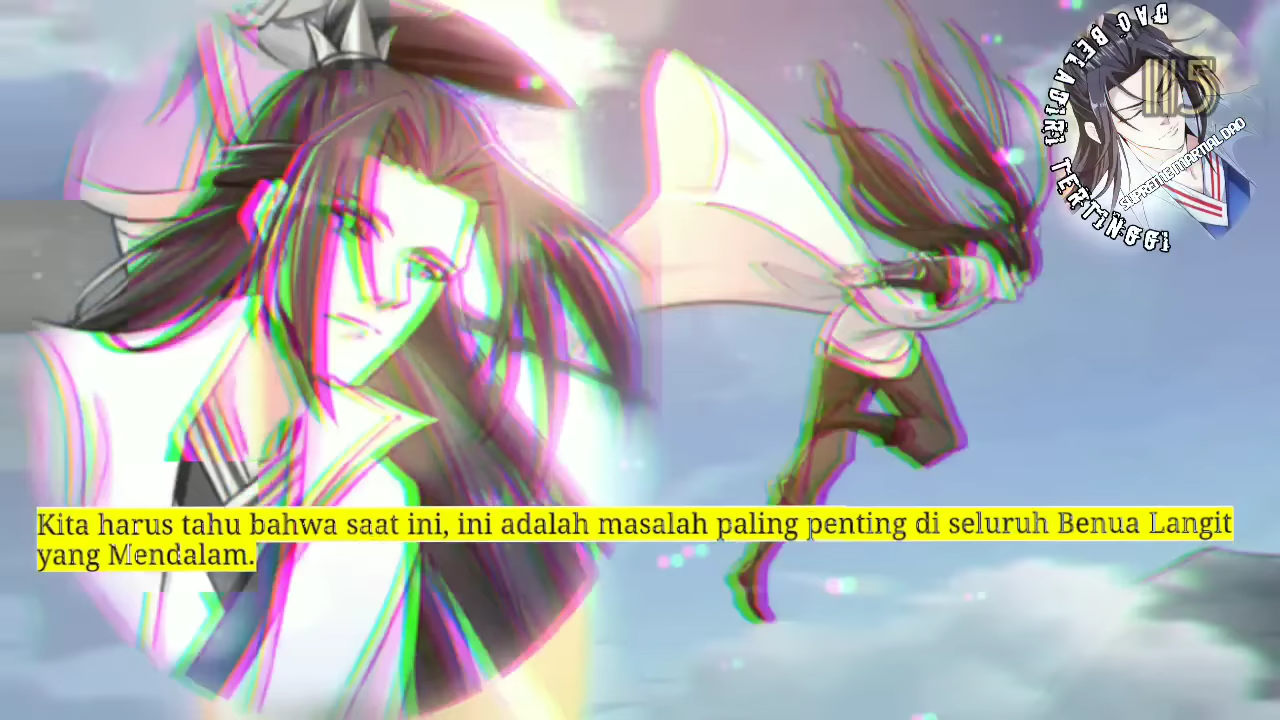 DAO BELADIRI TERTINGGI
115
SUPREME MARTIAL DAO
Kita harus tahu bahwa saat ini, ini adalah masalah paling penting di seluruh Benua Langit
yang Mendalam.